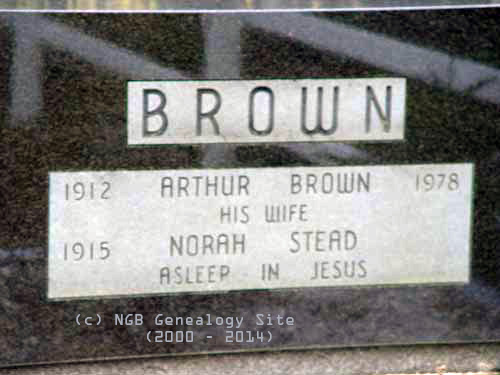 BROWN
1912 ARTHUR BROWN 1978
HIS WIFE
1915 NORAH STEAD
ASLEEP IN JESUS
(c) NGB Genealogy Site
(2000 - 2014)